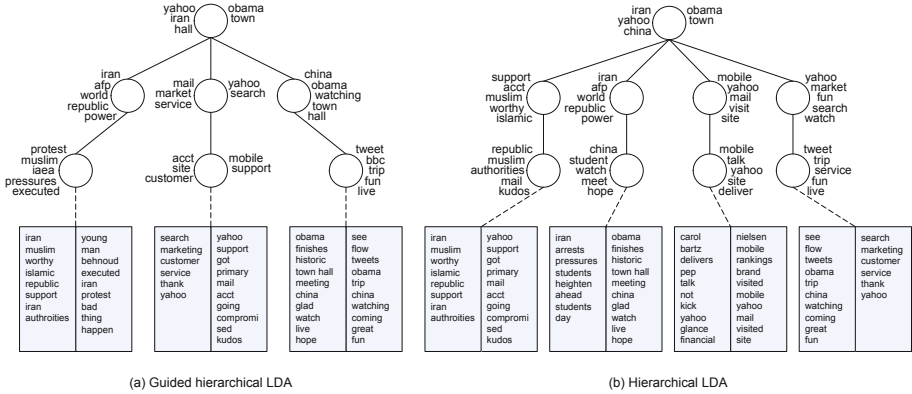 yahoo
iran
hall
obama
town
iran
afp
world
republic
power
mail
market
service
yahoo
search
china
obama
watching
town
hall
protest
muslim
iaea
pressures
executed
acct
site
customer
mobile
support
tweet
bbc
trip
fun
live
iran
muslim
worthy
islamic
republic
support
iran
authroities
young
man
behnoud
executed
iran
protest
bad
thing
happen
search
marketing
customer
service
thank
yahoo
yahoo
support
got
primary
mail
acct
going
compromi
sed
kudos
obama
finishes
historic
town hall
meeting
china
glad
watch
live
hope
see
flow
tweets
obama
trip
china
watching
coming
great
fun
(a) Guided hierarchical LDA
iran
yahoo
china
obama
town
support
acct
muslim
worthy
islamic
iran
afp
world
republic
power
mobile
yahoo
mail
visit
site
yahoo
market
fun
search
watch
republic
muslim
authorities
mail
kudos
china
student
watch
meet
hope
mobile
talk
yahoo
site
deliver
tweet
trip
service
fun
live
iran
muslim
worthy
islamic
republic
support
iran
authroities
yahoo
support
got
primary
mail
acct
going
compromi
sed
kudos
iran
arrests
pressures
students
heighten
ahead
students
day
obama
finishes
historic
town hall
meeting
china
glad
watch
live
hope
carol
bartz
delivers
pep
talk
not
kick
yahoo
glance
financial
nielsen
mobile
rankings
brand
visited
mobile
yahoo
mail
visited
site
see
flow
tweets
obama
trip
china
watching
coming
great
fun
search
marketing
customer
service
thank
yahoo
(b) Hierarchical LDA